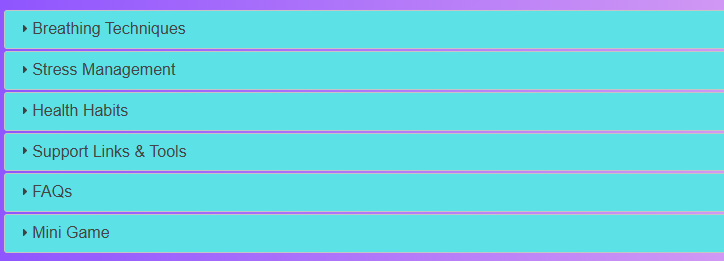 Breathing Techniques
Stress Management
Health Habits
Support Links & Tools
FAQs
Mini Game